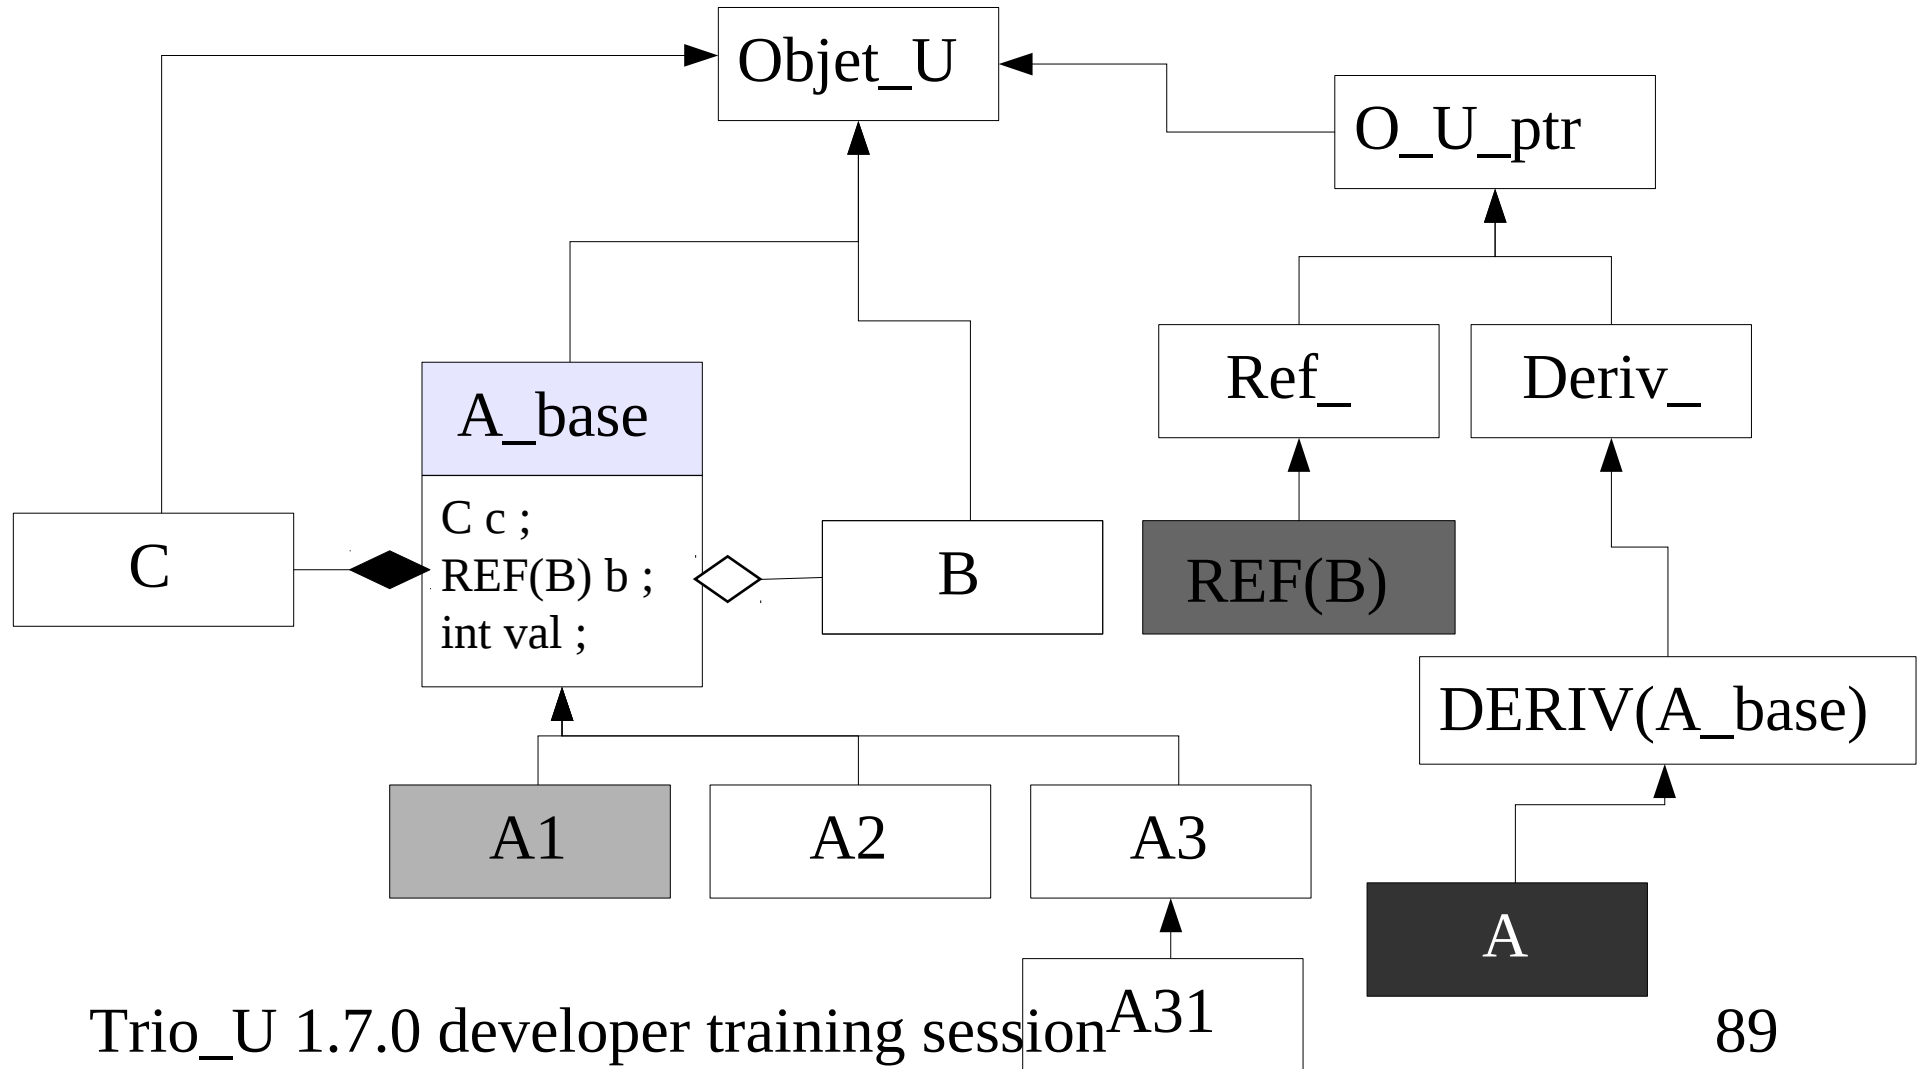 Objet_U
O_U_ptr
Ref_
Deriv_
A_base
C c ;
REF(B) b ;
int val ;
C
B
REF(B)
DERIV(A_base)
A1
A2
A3
A
A31
Trio_U 1.7.0 developer training session
89